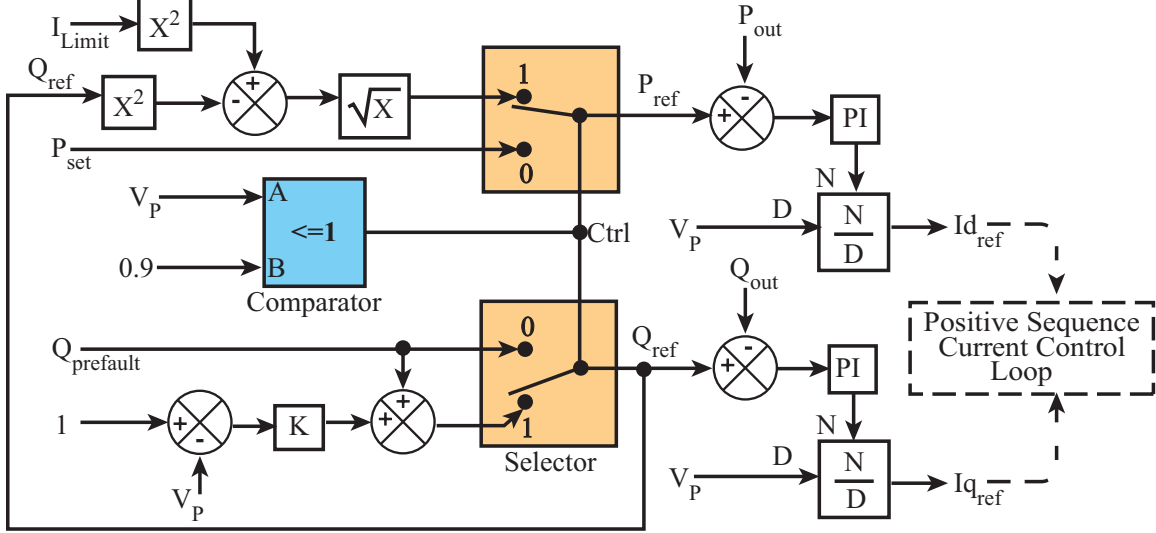 I_Limit
X^2
Q_ref
X^2
+
-
√X
P_set
1
0
P_ref
P_out
-
+
PI
N
V_P
D
N
D
Id_ref
V_P
A
<=1
0.9
B
Comparator
Ctrl
Q_prefault
0
1
Selector
Q_ref
Q_out
-
+
PI
N
V_P
D
N
D
Iq_ref
1
+
-
V_P
K
+
+
Positive Sequence
Current Control
Loop